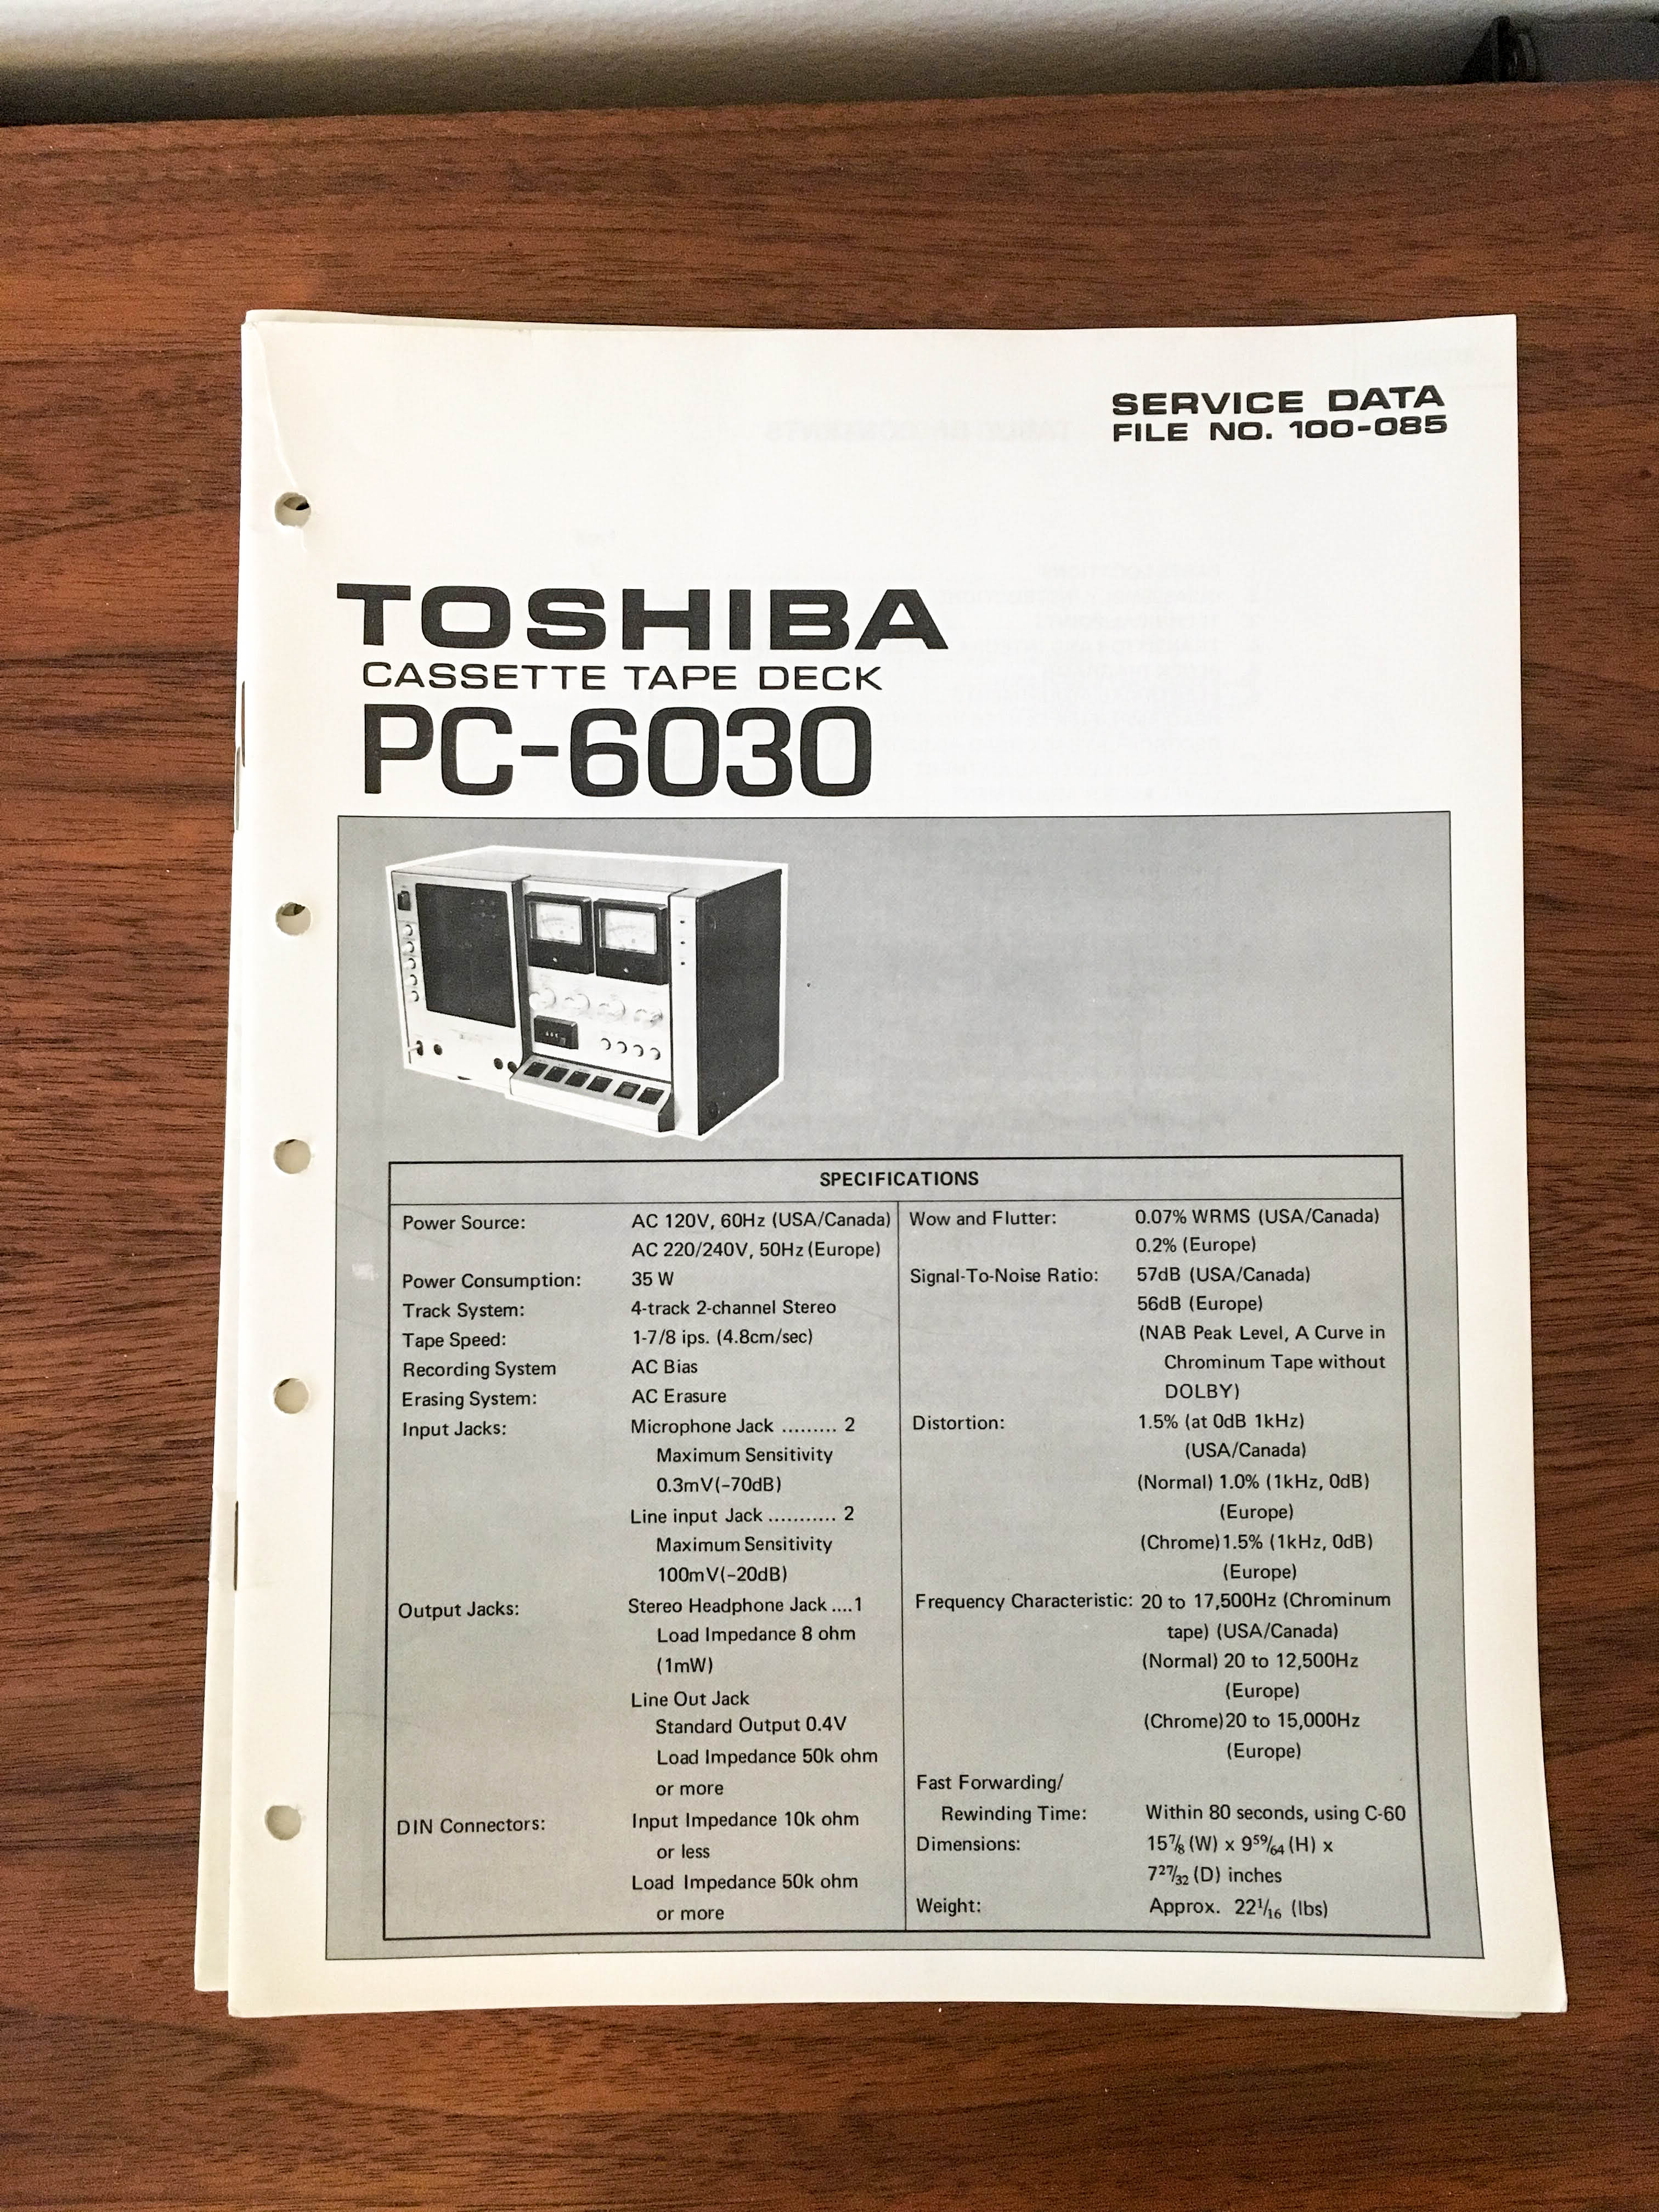 SERVICE DATA
FILE NO. 100-085
TOSHIBA
CASSETTE TAPE DECK
PC-6030
SPECIFICATIONS
Power Source: AC 120V, 60Hz (USA/Canada)
AC 220/240V, 50Hz (Europe)
Power Consumption: 35 W
Track System: 4-track 2-channel Stereo
Tape Speed: 1-7/8 ips. (4.8cm/sec)
Recording System AC Bias
Erasing System: AC Erasure
Input Jacks: Microphone Jack ......... 2
Maximum Sensitivity
0.3mV(-70dB)
Line input Jack ........... 2
Maximum Sensitivity
100mV(-20dB)
Output Jacks: Stereo Headphone Jack ....1
Load Impedance 8 ohm
(1mW)
Line Out Jack
Standard Output 0.4V
Load Impedance 50k ohm
or more
DIN Connectors: Input Impedance 10k ohm
or less
Load Impedance 50k ohm
or more
Wow and Flutter: 0.07% WRMS (USA/Canada)
0.2% (Europe)
Signal-To-Noise Ratio: 57dB (USA/Canada)
56dB (Europe)
(NAB Peak Level, A Curve in
Chrominum Tape without
DOLBY)
Distortion: 1.5% (at 0dB 1kHz)
(USA/Canada)
(Normal) 1.0% (1kHz, 0dB)
(Europe)
(Chrome) 1.5% (1kHz, 0dB)
(Europe)
Frequency Characteristic: 20 to 17,500Hz (Chrominum
tape) (USA/Canada)
(Normal) 20 to 12,500Hz
(Europe)
(Chrome) 20 to 15,000Hz
(Europe)
Fast Forwarding/
Rewinding Time: Within 80 seconds, using C-60
Dimensions: 15⅞ (W) x 9 59/64 (H) x
7 27/32 (D) inches
Weight: Approx. 22 1/16 (lbs)